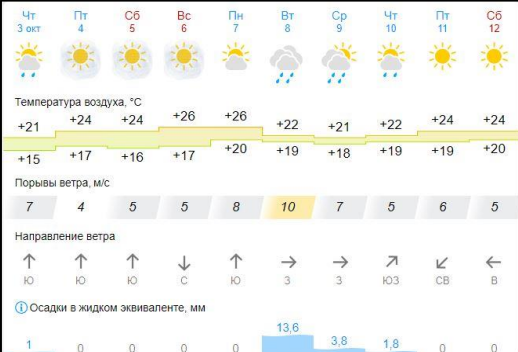 Чт Пт Сб Вс Пн Вт Ср Чт Пт Сб
3 окт 4 5 6 7 8 9 10 11 12
Температура воздуха, °C
+21 +24 +24 +26 +26 +22 +21 +22 +24 +24
+15 +17 +16 +17 +20 +19 +18 +19 +19 +20
Порывы ветра, м/с
7 4 5 5 8 10 7 5 6 5
Направление ветра
Ю Ю Ю С Ю З З ЮЗ СВ В
Осадки в жидком эквиваленте, мм
1 0 0 0 0 13,6 3,8 1,8 0 0